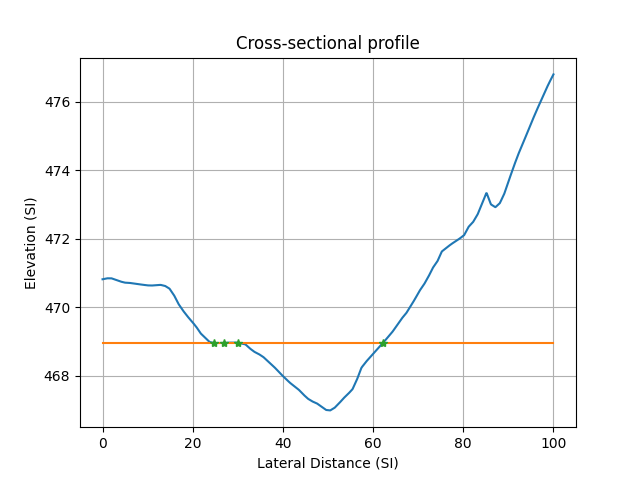 Cross-sectional profile
Elevation (SI)
476
474
472
470
468
0 20 40 60 80 100
Lateral Distance (SI)